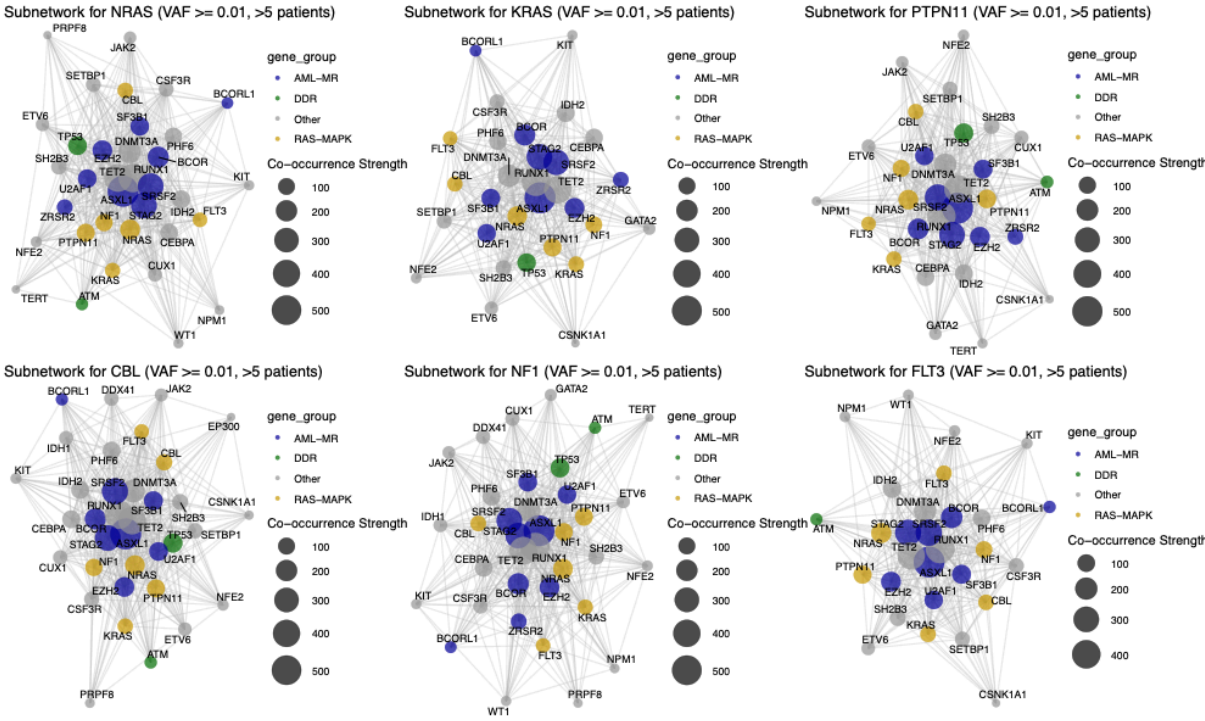 Subnetwork for NRAS (VAF >= 0.01, >5 patients)
PRPF8
JAK2
SETBP1
CSF3R
CBL
BCORL1
ETV6
SF3B1
TP53
DNMT3A
PHF6
SH2B3
EZH2
BCOR
TET2
RUNX1
U2AF1
KIT
ASXL1
SRSF2
ZRSR2
NF1
STAG2
IDH2
FLT3
PTPN11
NRAS
CEBPA
NFE2
KRAS
CUX1
TERT
ATM
NPM1
WT1
gene_group
AML-MR
DDR
Other
RAS-MAPK
Co-occurrence Strength
100
200
300
400
500
Subnetwork for KRAS (VAF >= 0.01, >5 patients)
BCORL1
KIT
CSF3R
IDH2
PHF6
BCOR
FLT3
STAG2
CEBPA
DNMT3A
SRSF2
CBL
RUNX1
TET2
ZRSR2
SETBP1
SF3B1
ASXL1
EZH2
GATA2
NRAS
NF1
U2AF1
PTPN11
NFE2
SH2B3
TP53
KRAS
ETV6
CSNK1A1
gene_group
AML-MR
DDR
Other
RAS-MAPK
Co-occurrence Strength
100
200
300
400
500
Subnetwork for PTPN11 (VAF >= 0.01, >5 patients)
NFE2
JAK2
SETBP1
CBL
SH2B3
TP53
ETV6
U2AF1
CUX1
SF3B1
NF1
DNMT3A
TET2
ATM
NPM1
NRAS
SRSF2
ASXL1
PTPN11
FLT3
RUNX1
ZRSR2
BCOR
STAG2
EZH2
KRAS
CEBPA
IDH2
CSNK1A1
GATA2
TERT
gene_group
AML-MR
DDR
Other
RAS-MAPK
Co-occurrence Strength
100
200
300
400
500
Subnetwork for CBL (VAF >= 0.01, >5 patients)
BCORL1
DDX41
JAK2
EP300
FLT3
IDH1
PHF6
CBL
KIT
IDH2
SRSF2
DNMT3A
CSNK1A1
RUNX1
SF3B1
SH2B3
CEBPA
BCOR
TET2
SETBP1
STAG2
ASXL1
TP53
U2AF1
CUX1
NF1
NRAS
EZH2
PTPN11
CSF3R
NFE2
KRAS
ETV6
ATM
PRPF8
gene_group
AML-MR
DDR
Other
RAS-MAPK
Co-occurrence Strength
100
200
300
400
500
Subnetwork for NF1 (VAF >= 0.01, >5 patients)
GATA2
CUX1
ATM
TERT
DDX41
JAK2
TP53
SF3B1
PHF6
U2AF1
DNMT3A
ETV6
SRSF2
PTPN11
IDH1
CBL
STAG2
ASXL1
NF1
CEBPA
TET2
RUNX1
SH2B3
NFE2
NRAS
BCOR
EZH2
KIT
CSF3R
KRAS
ZRSR2
BCORL1
FLT3
NPM1
PRPF8
WT1
gene_group
AML-MR
DDR
Other
RAS-MAPK
Co-occurrence Strength
100
200
300
400
500
Subnetwork for FLT3 (VAF >= 0.01, >5 patients)
WT1
NPM1
NFE2
KIT
FLT3
IDH2
DNMT3A
BCOR
BCORL1
ATM
STAG2
SRSF2
PHF6
NRAS
TET2
RUNX1
NF1
PTPN11
ASXL1
CSF3R
SF3B1
EZH2
U2AF1
CBL
SH2B3
KRAS
ETV6
SETBP1
CSNK1A1
gene_group
AML-MR
DDR
Other
RAS-MAPK
Co-occurrence Strength
100
200
300
400